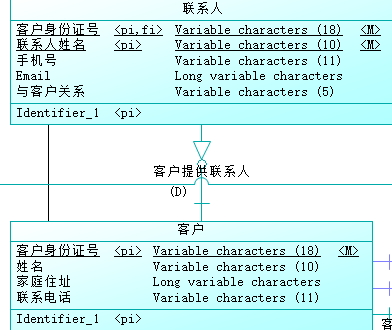 联系人
客户身份证号 <pi,fi> Variable characters (18) <M>
联系人姓名 <pi> Variable characters (10) <M>
手机号 Variable characters (11)
Email Long variable characters
与客户关系 Variable characters (5)
Identifier_1 <pi>
客户提供联系人
(D)
客户
客户身份证号 <pi> Variable characters (18) <M>
姓名 Variable characters (10)
家庭住址 Long variable characters
联系电话 Variable characters (11)
Identifier_1 <pi>